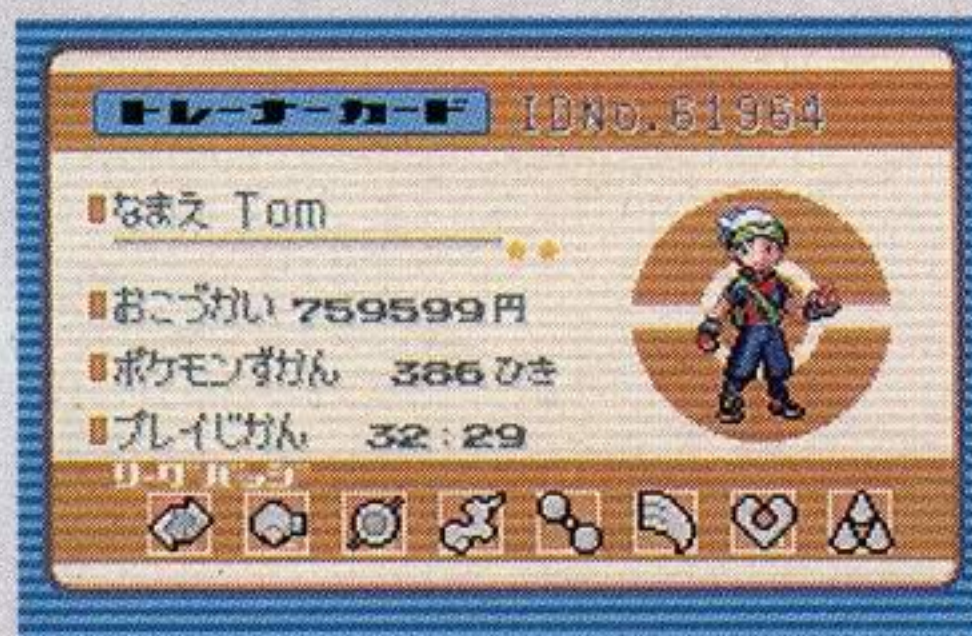 トレーナーカード IDNo.61964
なまえ Tom
おこづかい 759599円
ポケモンずかん 386ひき
プレイじかん 32:29
リーグバッジ